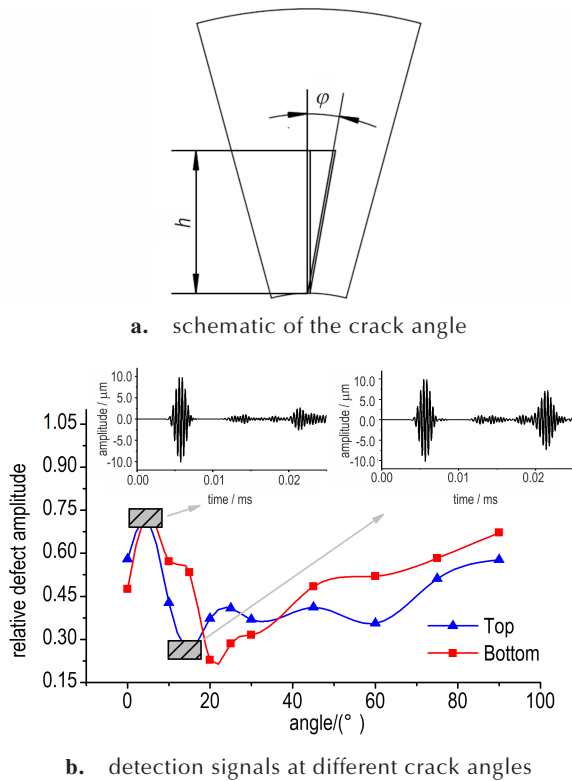 φ
h
a. schematic of the crack angle
10.0
5.0
0.0
-5.0
-10.0
amplitude / μm
0.00
0.01
0.02
time / ms
10.0
5.0
0.0
-5.0
-10.0
amplitude / μm
0.00
0.01
0.02
time / ms
1.05
0.90
0.75
0.60
0.45
0.30
0.15
relative defect amplitude
Top
Bottom
0 20 40 60 80 100
angle/(° )
b. detection signals at different crack angles